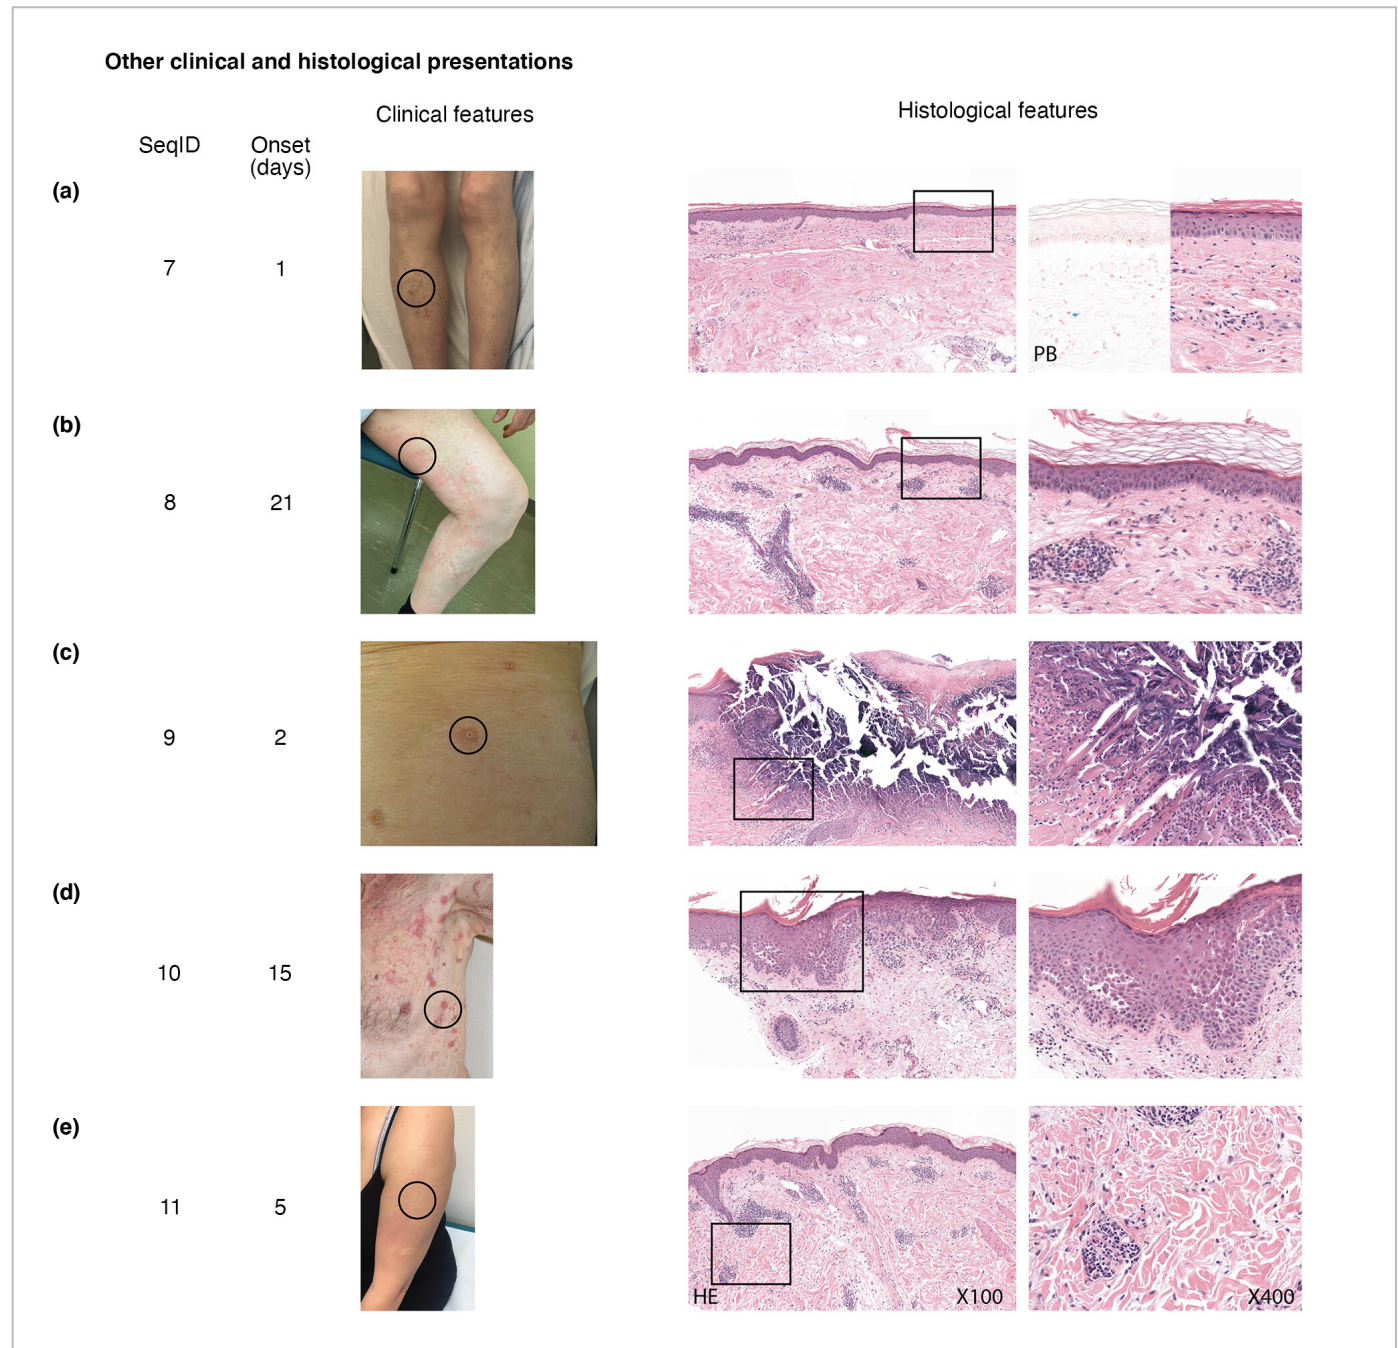 Other clinical and histological presentations
Clinical features
Histological features
SeqID
Onset
(days)
(a)
7
1
PB
(b)
8
21
(c)
9
2
(d)
10
15
(e)
11
5
HE
X100
X400